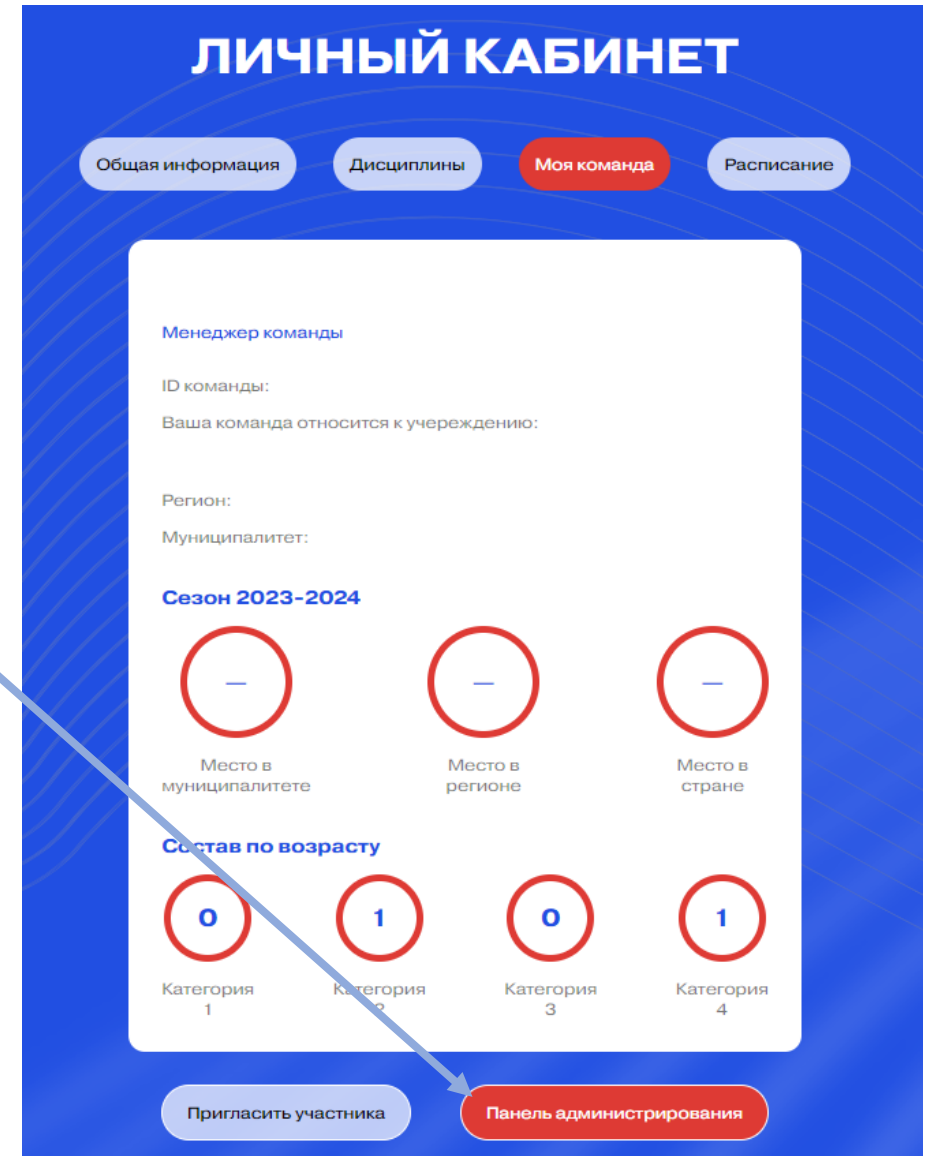 ЛИЧНЫЙ КАБИНЕТ
Общая информация
Дисциплины
Моя команда
Расписание
Менеджер команды
ID команды:
Ваша команда относится к учереждению:
Регион:
Муниципалитет:
Сезон 2023-2024
—
—
—
Место в
муниципалитете
Место в
регионе
Место в
стране
Состав по возрасту
0
1
0
1
Категория
1
Категория
2
Категория
3
Категория
4
Пригласить участника
Панель администрирования